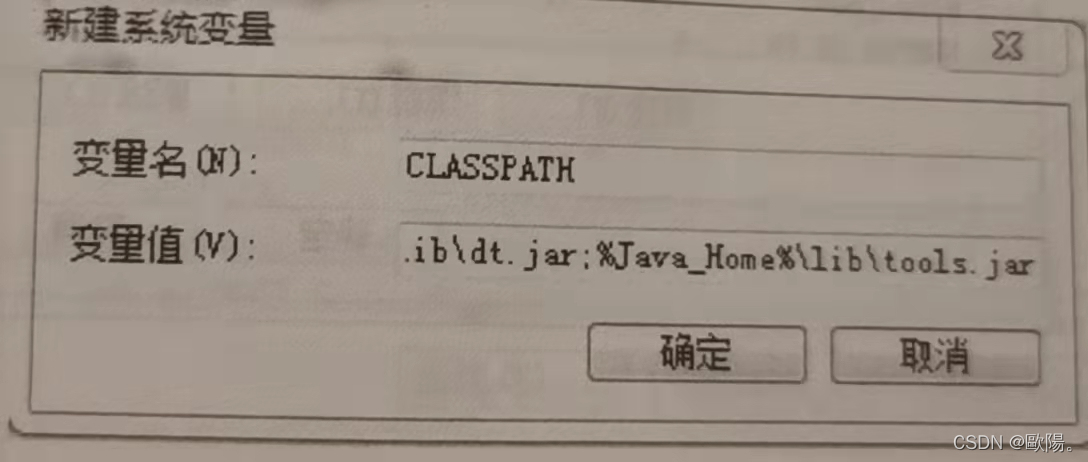 新建系统变量
变量名(N):
CLASSPATH
变量值(V):
.ib\dt.jar;%Java_Home%\lib\tools.jar
确定
取消
CSDN @歐陽。